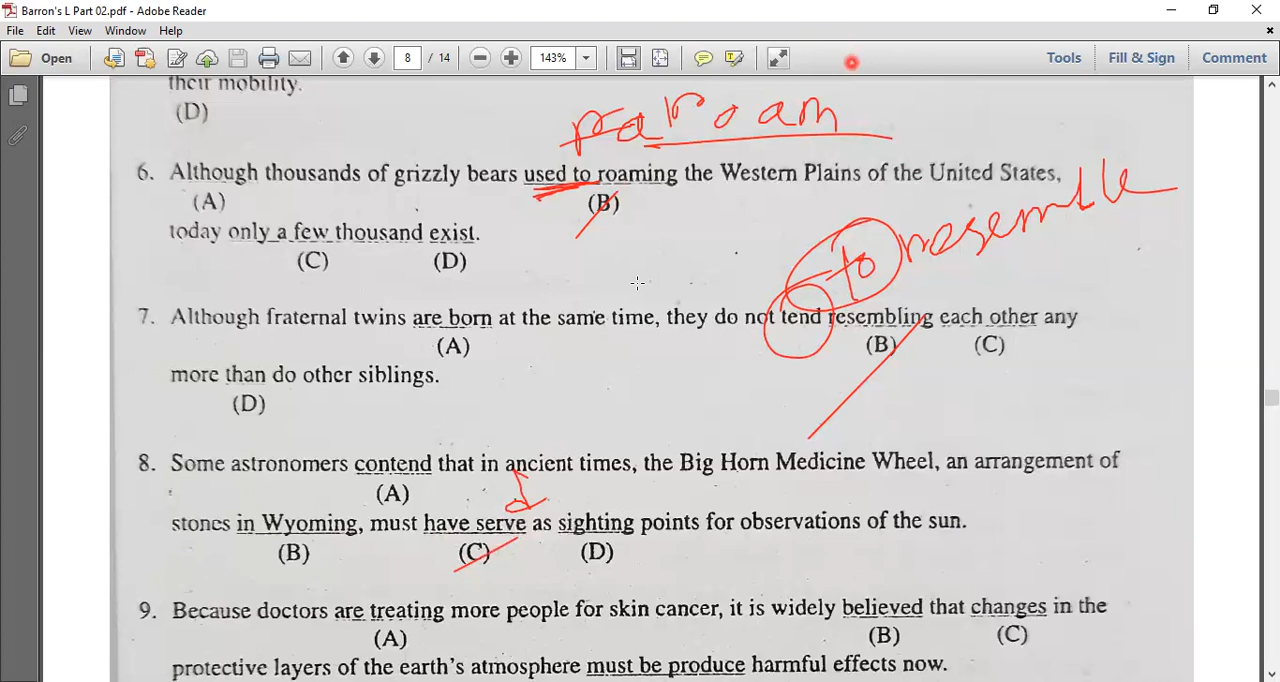 Barron's L Part 02.pdf - Adobe Reader
File Edit View Window Help
Open 8 / 14 143% Tools Fill & Sign Comment
their mobility.
(D)
roam
6. Although thousands of grizzly bears used to roaming the Western Plains of the United States,
(A) (B)
today only a few thousand exist.
(C) (D)
to resemble
7. Although fraternal twins are born at the same time, they do not tend resembling each other any
(A) (B) (C)
more than do other siblings.
(D)
8. Some astronomers contend that in ancient times, the Big Horn Medicine Wheel, an arrangement of
(A)
d
stones in Wyoming, must have serve as sighting points for observations of the sun.
(B) (C) (D)
9. Because doctors are treating more people for skin cancer, it is widely believed that changes in the
(A) (B) (C)
protective layers of the earth's atmosphere must be produce harmful effects now.